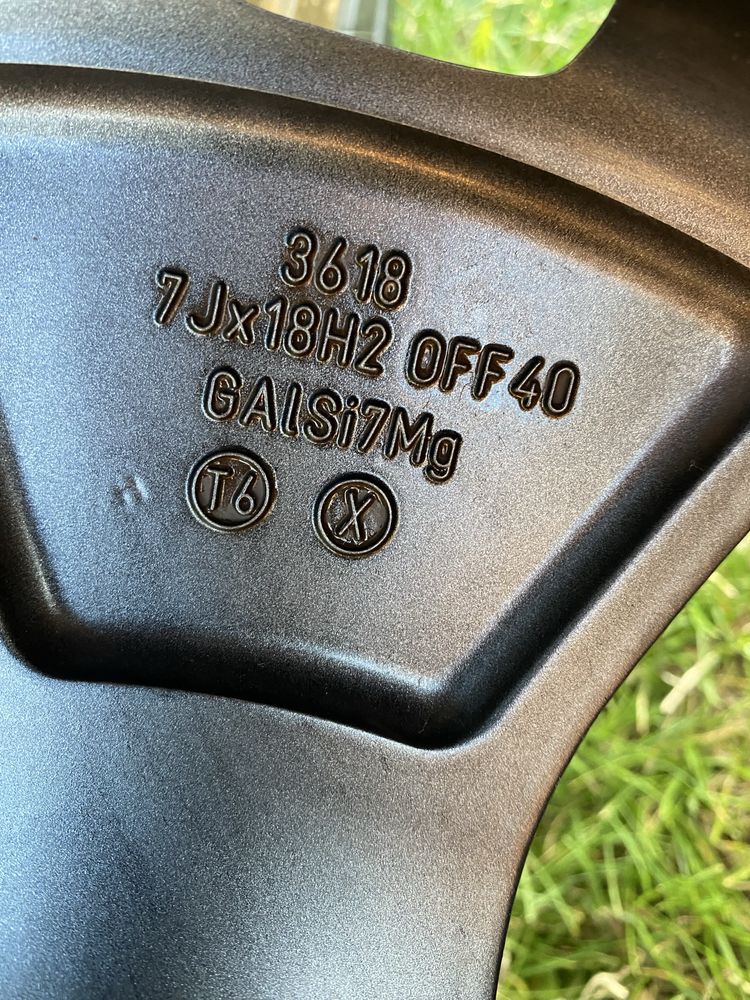 3618
7Jx18H2 OFF40
GAlSi7Mg
T6 X